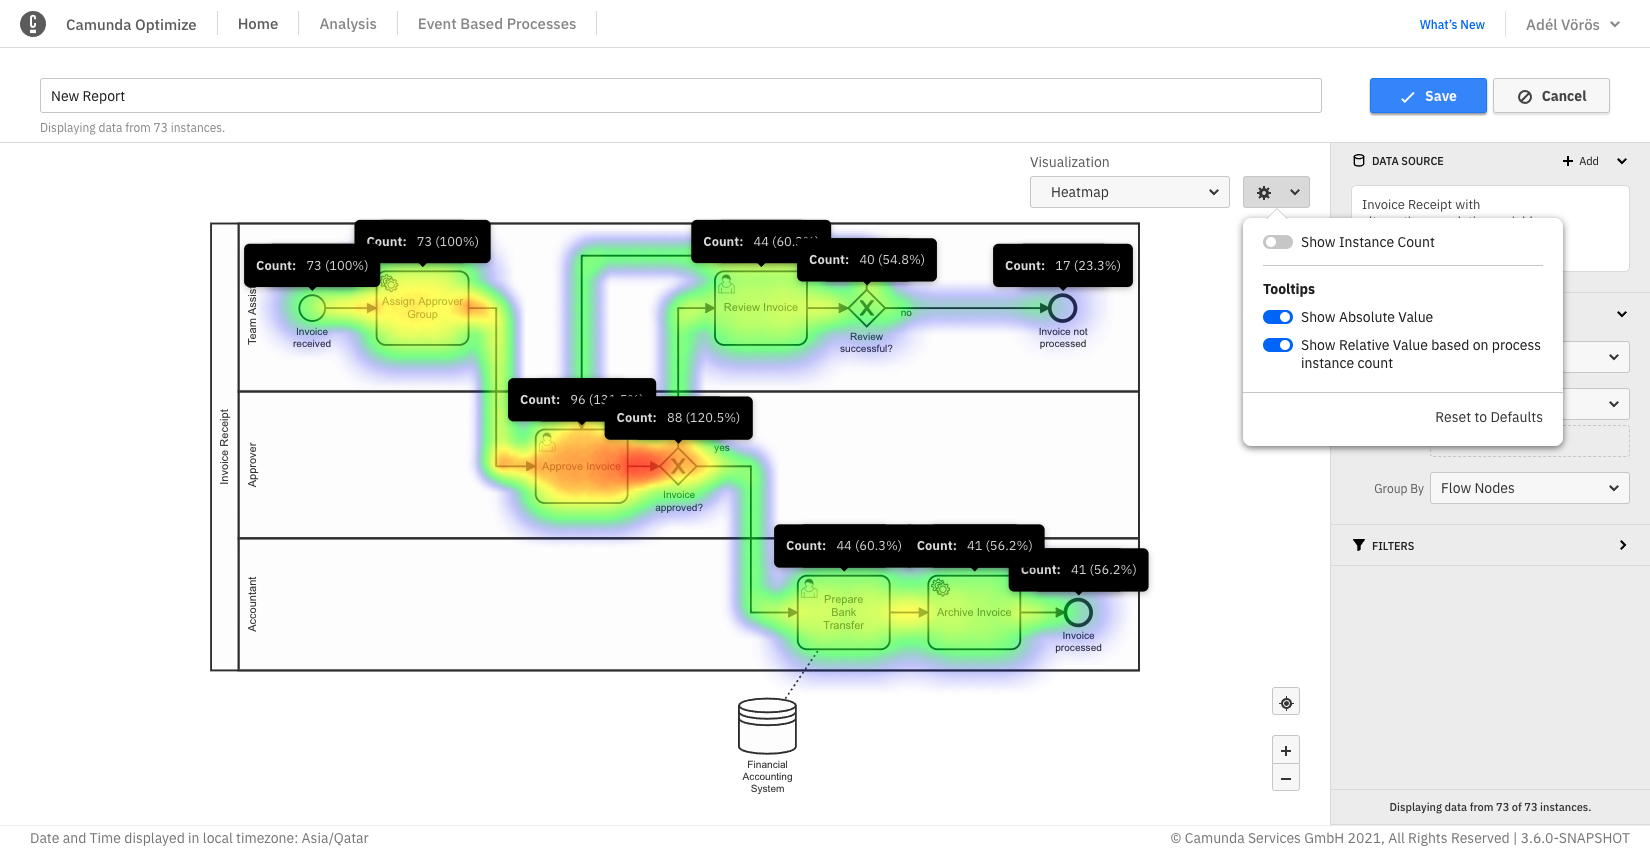 Camunda Optimize
Home
Analysis
Event Based Processes
What's New
Adél Vörös
New Report
Save
Cancel
Displaying data from 73 instances.
Visualization
Heatmap
DATA SOURCE
Add
Invoice Receipt with
Show Instance Count
Tooltips
Show Absolute Value
Show Relative Value based on process
instance count
Reset to Defaults
Group By
Flow Nodes
FILTERS
Displaying data from 73 of 73 instances.
Invoice Receipt
Team
Approver
Accountant
Count: 73 (100%)
Count: 73 (100%)
Count: 44
Count: 40 (54.8%)
Count: 17 (23.3%)
Invoice
received
Assign Approver
Group
Review Invoice
Review
successful?
no
Invoice not
processed
Count: 96
Count: 88 (120.5%)
Approve Invoice
yes
Invoice
approved?
Count: 44 (60.3%)
Count: 41 (56.2%)
Count: 41 (56.2%)
Prepare
Bank
Transfer
Archive Invoice
Invoice
processed
Financial
Accounting
System
Date and Time displayed in local timezone: Asia/Qatar
© Camunda Services GmbH 2021, All Rights Reserved | 3.6.0-SNAPSHOT